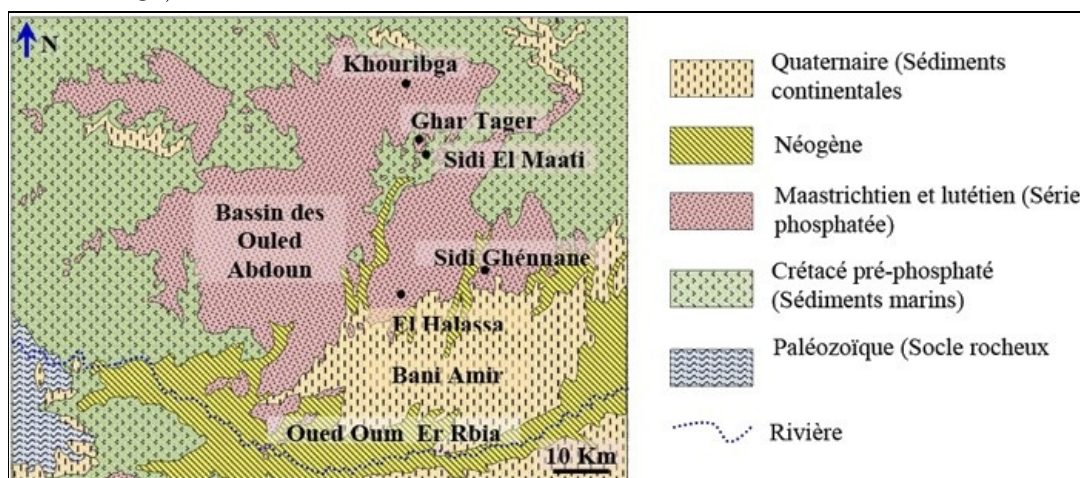 N
Khouribga
Ghar Tager
Sidi El Maati
Bassin des
Ouled
Abdoun
Sidi Ghénnane
El Halassa
Bani Amir
Oued Oum Er Rbia
10 Km
Quaternaire (Sédiments
continentales
Néogène
Maastrichtien et lutétien (Série
phosphatée)
Crétacé pré-phosphaté
(Sédiments marins)
Paléozoïque (Socle rocheux
Rivière